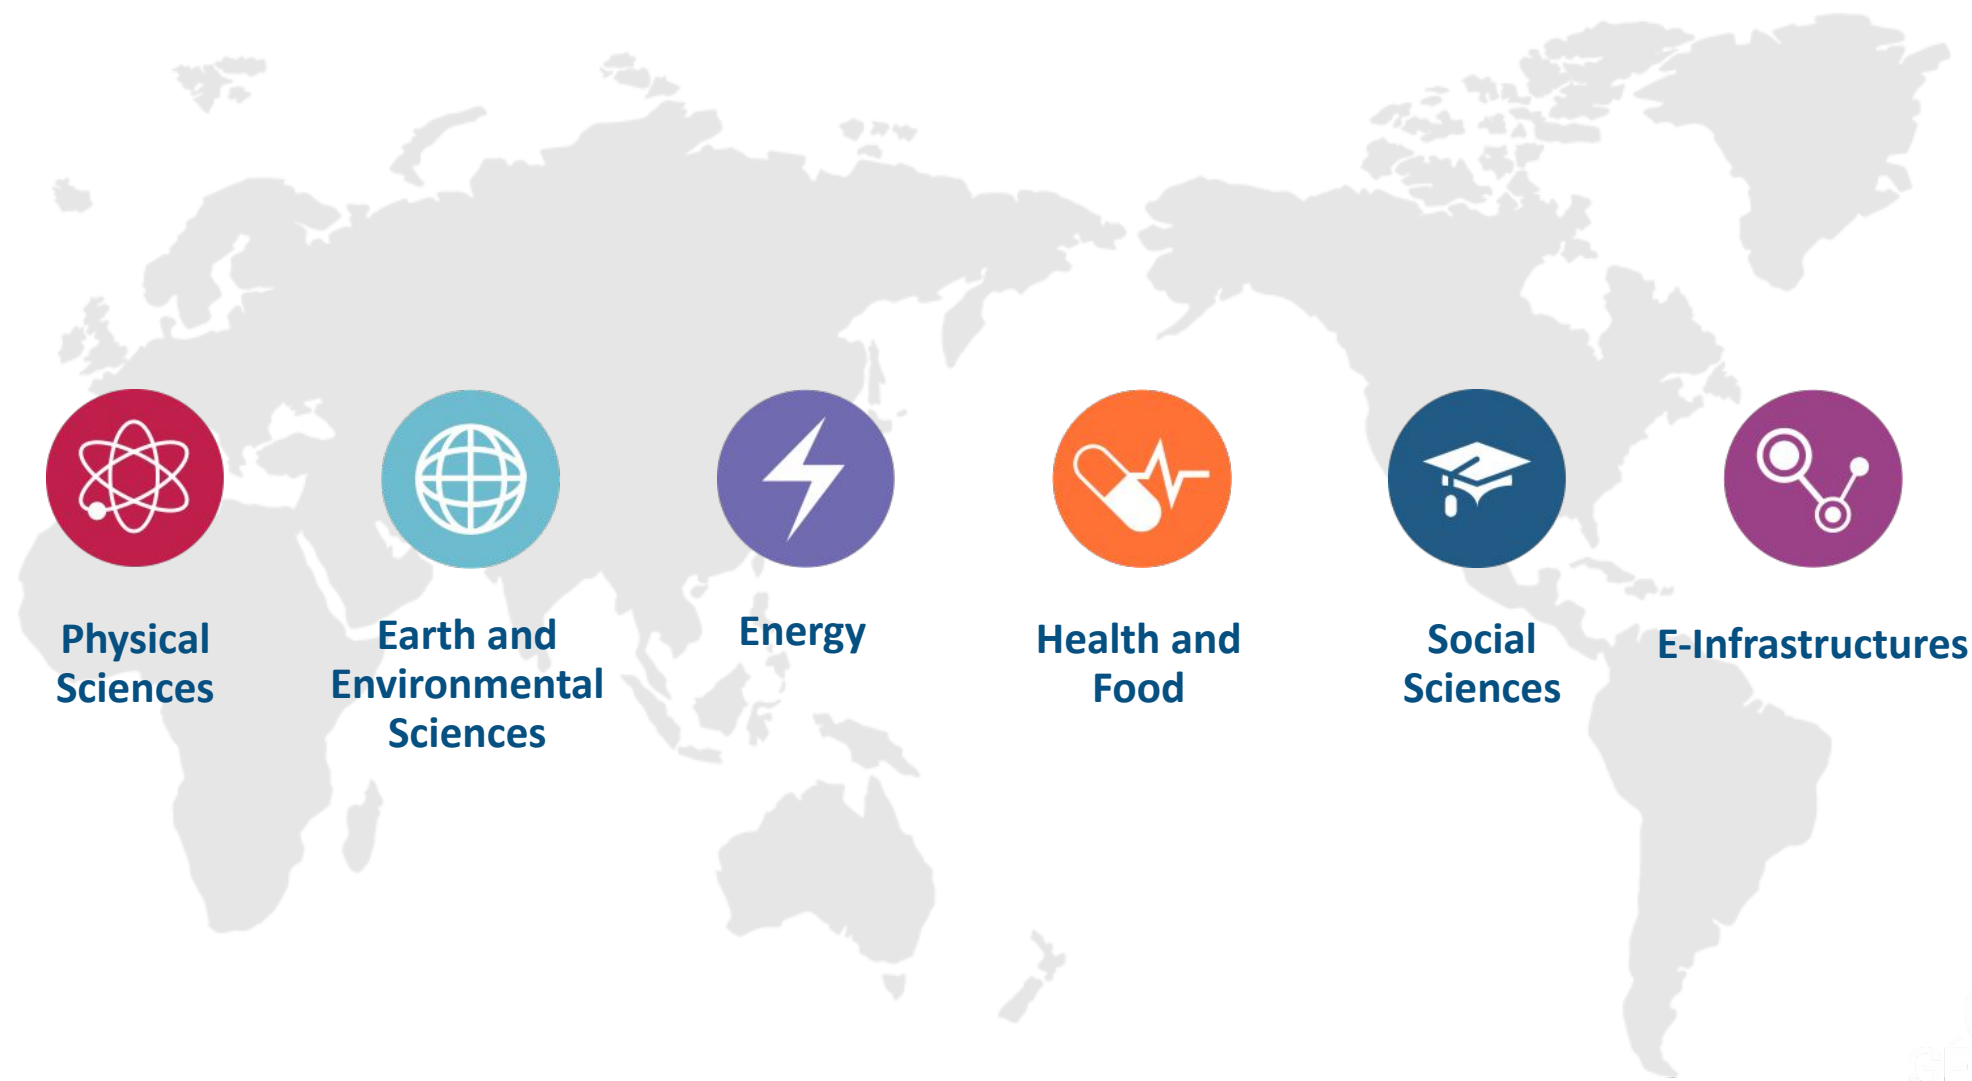 Physical
Sciences
Earth and
Environmental
Sciences
Energy
Health and
Food
Social
Sciences
E-Infrastructures